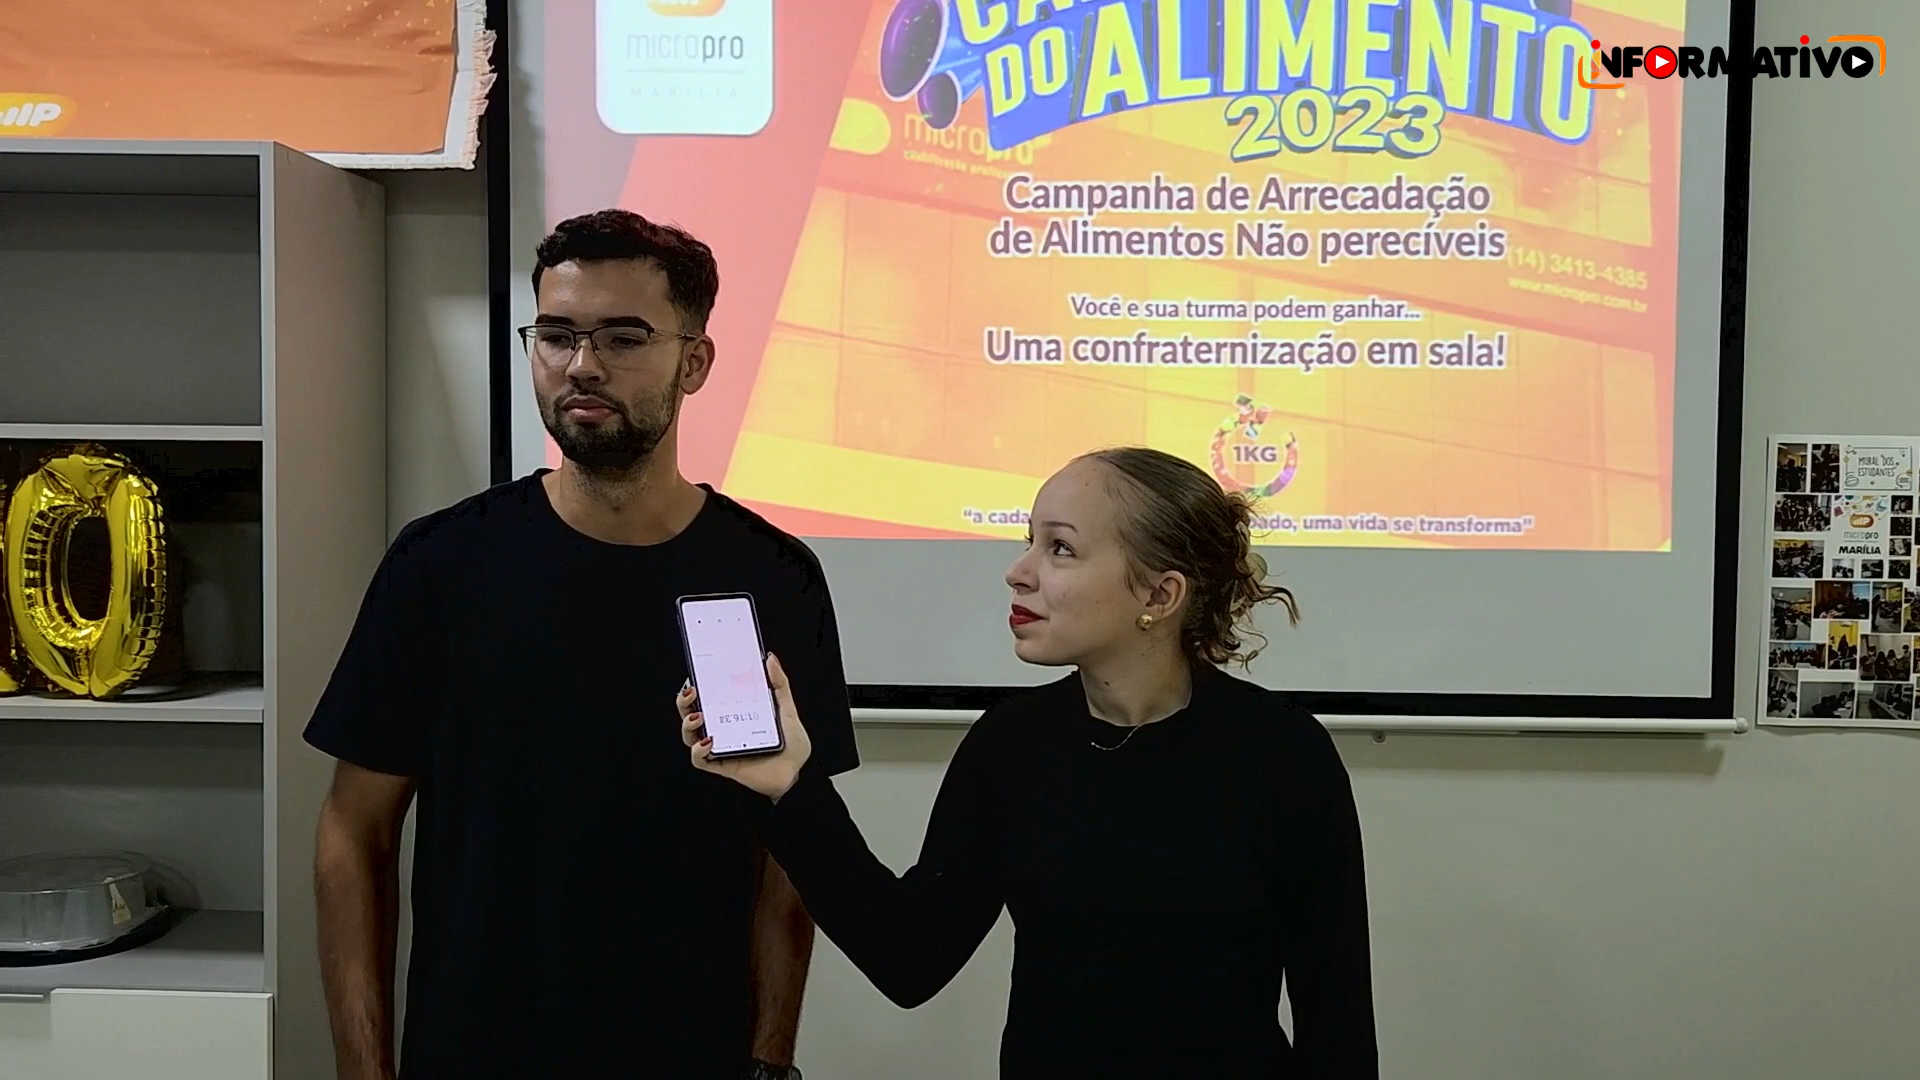 micropro
MARÍLIA
DO ALIMENTO
2023
iNFORMATiVO
micropro
Campanha de Arrecadação
de Alimentos Não perecíveis
(14) 3413-4385
www.micropro.com.br
Você e sua turma podem ganhar...
Uma confraternização em sala!
1KG
"a cada
uma vida se transforma"
MURAL DOS
ESTUDANTES
micropro
MARÍLIA
0
01:16.33